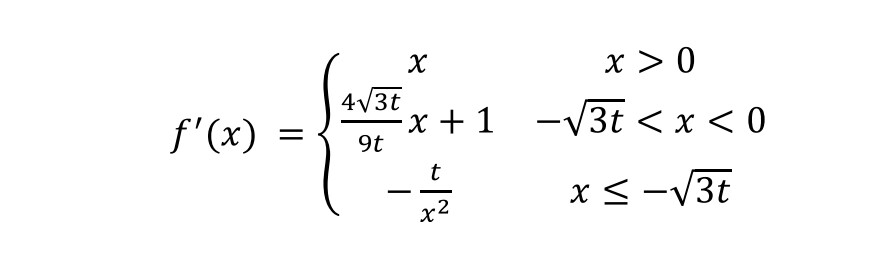 f′(x) = { x    x > 0
4√3t/9t x + 1    −√3t < x < 0
−t/x²    x ≤ −√3t